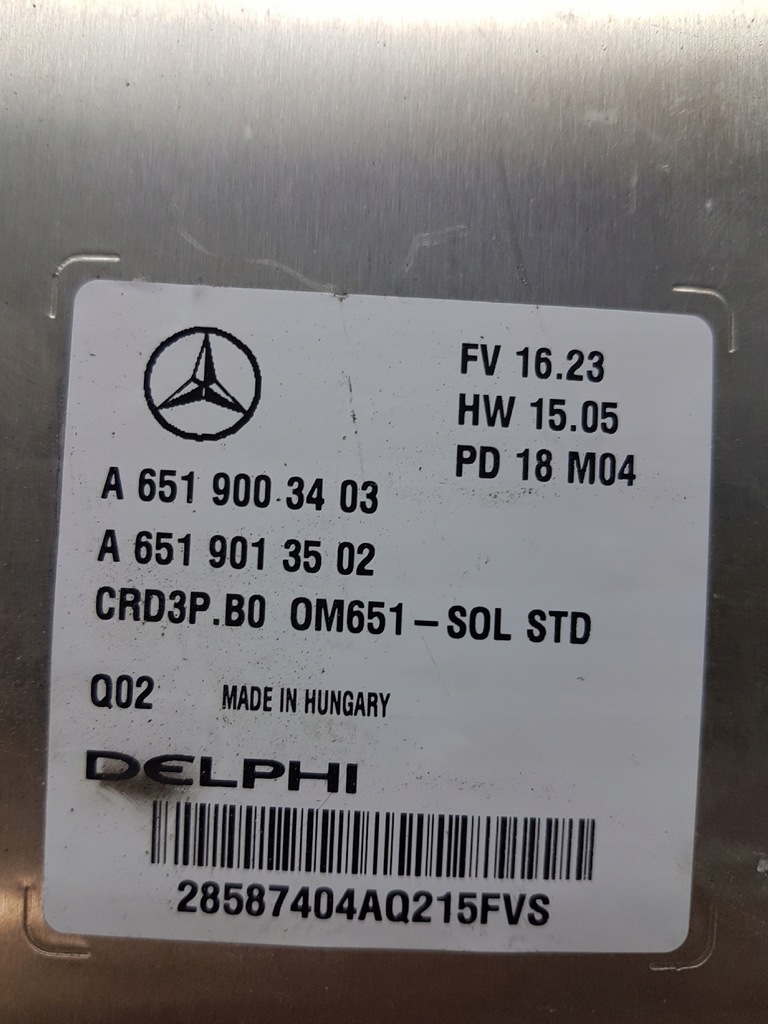 FV 16.23
HW 15.05
PD 18 M04
A 651 900 34 03
A 651 901 35 02
CRD3P.B0 OM651-SOL STD
Q02 MADE IN HUNGARY
DELPHI
28587404AQ215FVS